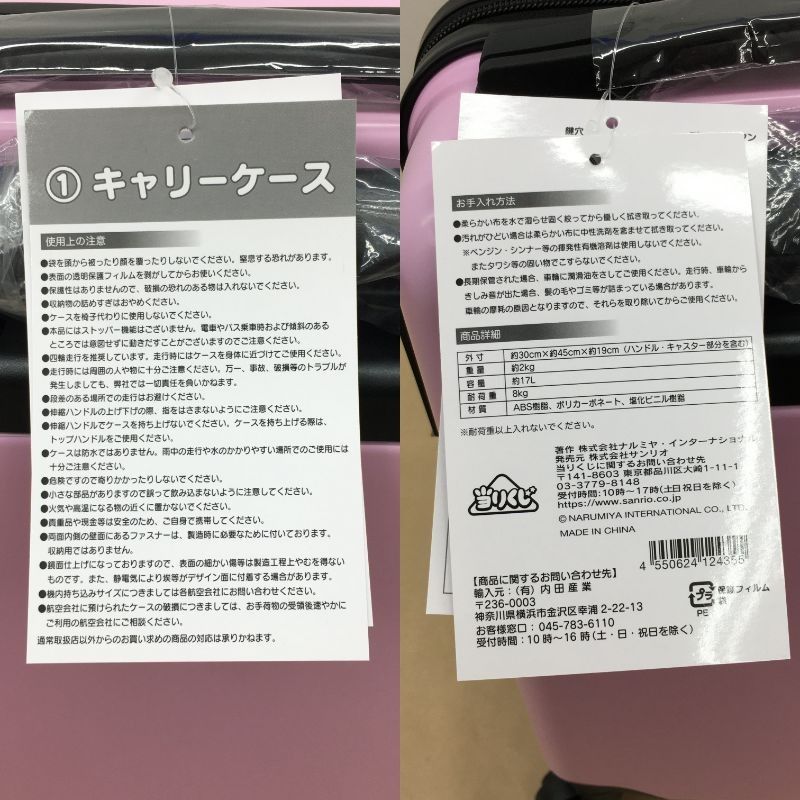 ① キャリーケース
使用上の注意
●袋を頭から被ったり顔を覆ったりしないでください。窒息する恐れがあります。
●表面の透明保護フィルムを剥がしてからお使いください。
●保護性はありませんので、破損の恐れのある物は入れないでください。
●収納物の詰めすぎはおやめください。
●ケースを椅子代わりに使用しないでください。
●本品にはストッパー機能はございません。電車やバス乗車時および傾斜のある
ところでは意図せずに動きだすことがございますのでご注意ください。
●四輪走行を推奨しています。走行時にはケースを身体に近づけてご使用ください。
●走行時には周囲の人や物に十分ご注意ください。万一、事故、破損等のトラブルが
発生しましても、弊社では一切責任を負いかねます。
●段差のある場所での走行はお避けください。
●伸縮ハンドルの上げ下げの際、指をはさまないようにご注意ください。
●伸縮ハンドルでケースを持ち上げないでください。ケースを持ち上げる際は、
トップハンドルをご使用ください。
●ケースは防水ではありません。雨中の走行や水のかかりやすい場所でのご使用には
十分ご注意ください。
●危険ですので寄りかかったりしないでください。
●小さな部品がありますので誤って飲み込まないように注意してください。
●火気や高温になる物の近くに置かないでください。
●貴重品や現金等は安全のため、ご自身で携帯してください。
●両面内側の壁面にあるファスナーは、製造時に必要なために付いております。
収納用ではありません。
●鏡面仕上げになっておりますので、表面の細かい傷等は製造工程上やむを得ない
ものです。また、静電気により埃等がデザイン面に付着する場合があります。
●機内持ち込みサイズにつきましては各航空会社にお問い合わせください。
●航空会社に預けられたケースの破損につきましては、お手荷物の受領後速やかに
ご利用の航空会社にご相談ください。
通常取扱店以外からのお買い求めの商品の対応は承りかねます。
鍵穴
お手入れ方法
●柔らかい布を水で濡らせ固く絞ってから優しく拭き取ってください。
●汚れがひどい場合は柔らかい布に中性洗剤を含ませて拭き取ってください。
※ベンジン・シンナー等の揮発性有機溶剤は使用しないでください。
またタワシ等の固い物でこすらないでください。
●長期保管された場合、車輪に潤滑油をさしてご使用ください。走行時、車輪から
きしみ音が出た場合、髪の毛やゴミ等が詰まっている場合があります。
車輪の摩耗の原因となりますので、それらを取り除いてからご使用ください。
商品詳細
外寸 約30cm×約45cm×約19cm（ハンドル・キャスター部分を含む）
重量 約2kg
容量 約17L
耐荷重 8kg
材質 ABS樹脂、ポリカーボネート、塩化ビニル樹脂
※耐荷重以上入れないでください。
著作 株式会社ナルミヤ・インターナショナル
発売元 株式会社サンリオ
当りくじに関するお問い合わせ先
〒141-8603 東京都品川区大崎1-11-1
03-3779-8148
受付時間：10時～17時（土日祝日を除く）
https://www.sanrio.co.jp
当りくじ
© NARUMIYA INTERNATIONAL CO., LTD.
MADE IN CHINA
4 550624 124355
【商品に関するお問い合わせ先】
輸入元：（有）内田産業
〒236-0003
神奈川県横浜市金沢区幸浦 2-22-13
お客様窓口：045-783-6110
受付時間：10時～16時（土・日・祝日を除く）
プラ
保護フィルム
袋
PE